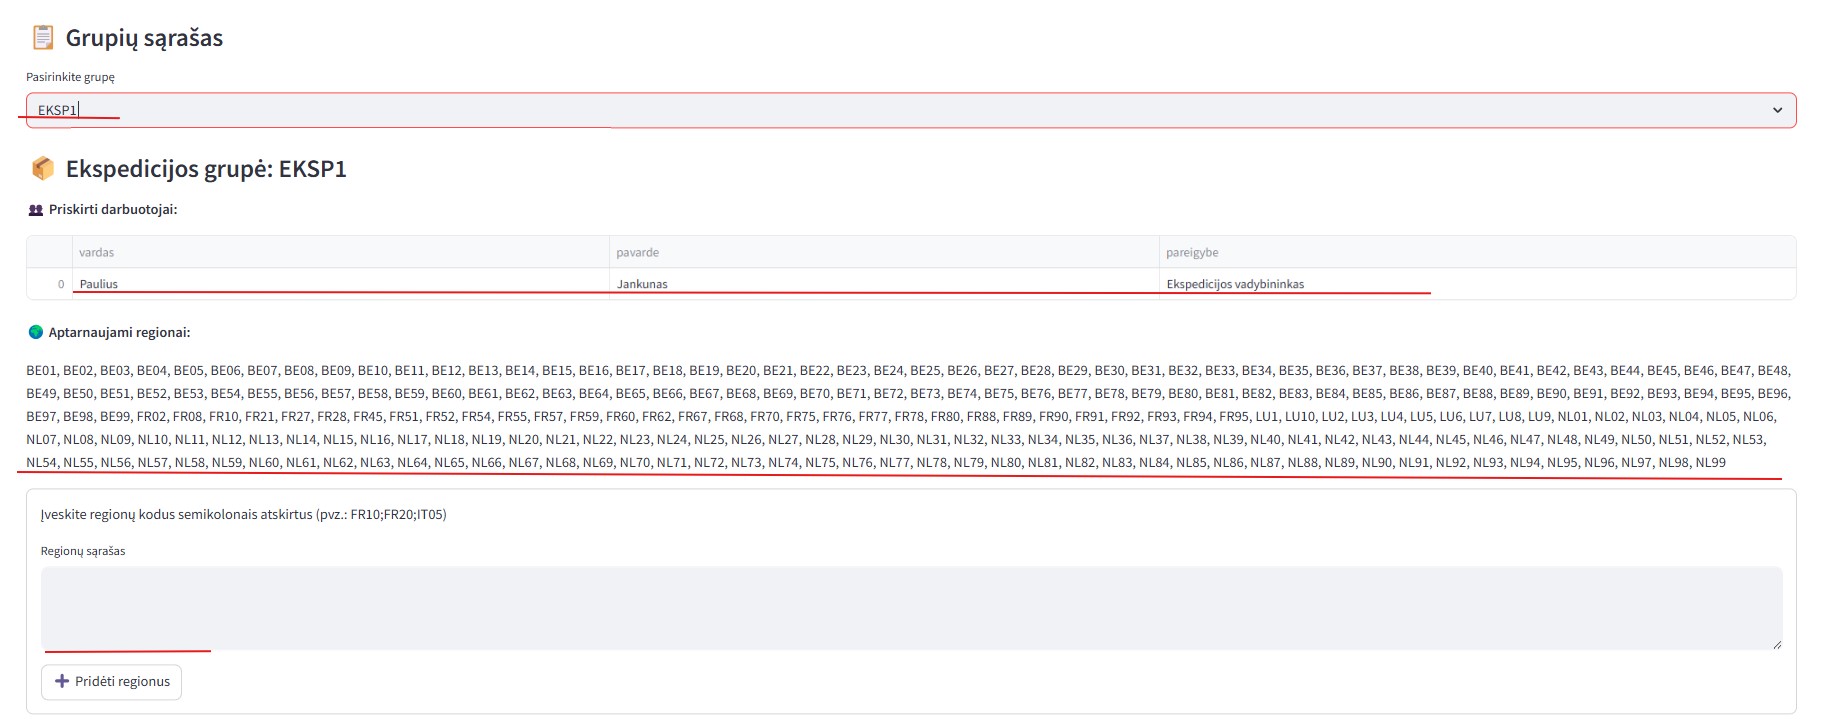 Grupių sąrašas
Pasirinkite grupę
EKSP1
Ekspedicijos grupė: EKSP1
Priskirti darbuotojai:
vardas pavarde pareigybe
0 Paulius Jankunas Ekspedicijos vadybininkas
Aptarnaujami regionai:
BE01, BE02, BE03, BE04, BE05, BE06, BE07, BE08, BE09, BE10, BE11, BE12, BE13, BE14, BE15, BE16, BE17, BE18, BE19, BE20, BE21, BE22, BE23, BE24, BE25, BE26, BE27, BE28, BE29, BE30, BE31, BE32, BE33, BE34, BE35, BE36, BE37, BE38, BE39, BE40, BE41, BE42, BE43, BE44, BE45, BE46, BE47, BE48,
BE49, BE50, BE51, BE52, BE53, BE54, BE55, BE56, BE57, BE58, BE59, BE60, BE61, BE62, BE63, BE64, BE65, BE66, BE67, BE68, BE69, BE70, BE71, BE72, BE73, BE74, BE75, BE76, BE77, BE78, BE79, BE80, BE81, BE82, BE83, BE84, BE85, BE86, BE87, BE88, BE89, BE90, BE91, BE92, BE93, BE94, BE95, BE96,
BE97, BE98, BE99, FR02, FR08, FR10, FR21, FR27, FR28, FR45, FR51, FR52, FR54, FR55, FR57, FR59, FR60, FR62, FR67, FR68, FR70, FR75, FR76, FR77, FR78, FR80, FR88, FR89, FR90, FR91, FR92, FR93, FR94, FR95, LU1, LU10, LU2, LU3, LU4, LU5, LU6, LU7, LU8, LU9, NL01, NL02, NL03, NL04, NL05, NL06,
NL07, NL08, NL09, NL10, NL11, NL12, NL13, NL14, NL15, NL16, NL17, NL18, NL19, NL20, NL21, NL22, NL23, NL24, NL25, NL26, NL27, NL28, NL29, NL30, NL31, NL32, NL33, NL34, NL35, NL36, NL37, NL38, NL39, NL40, NL41, NL42, NL43, NL44, NL45, NL46, NL47, NL48, NL49, NL50, NL51, NL52, NL53,
NL54, NL55, NL56, NL57, NL58, NL59, NL60, NL61, NL62, NL63, NL64, NL65, NL66, NL67, NL68, NL69, NL70, NL71, NL72, NL73, NL74, NL75, NL76, NL77, NL78, NL79, NL80, NL81, NL82, NL83, NL84, NL85, NL86, NL87, NL88, NL89, NL90, NL91, NL92, NL93, NL94, NL95, NL96, NL97, NL98, NL99
Įveskite regionų kodus semikolonais atskirtus (pvz.: FR10;FR20;IT05)
Regionų sąrašas
Pridėti regionus